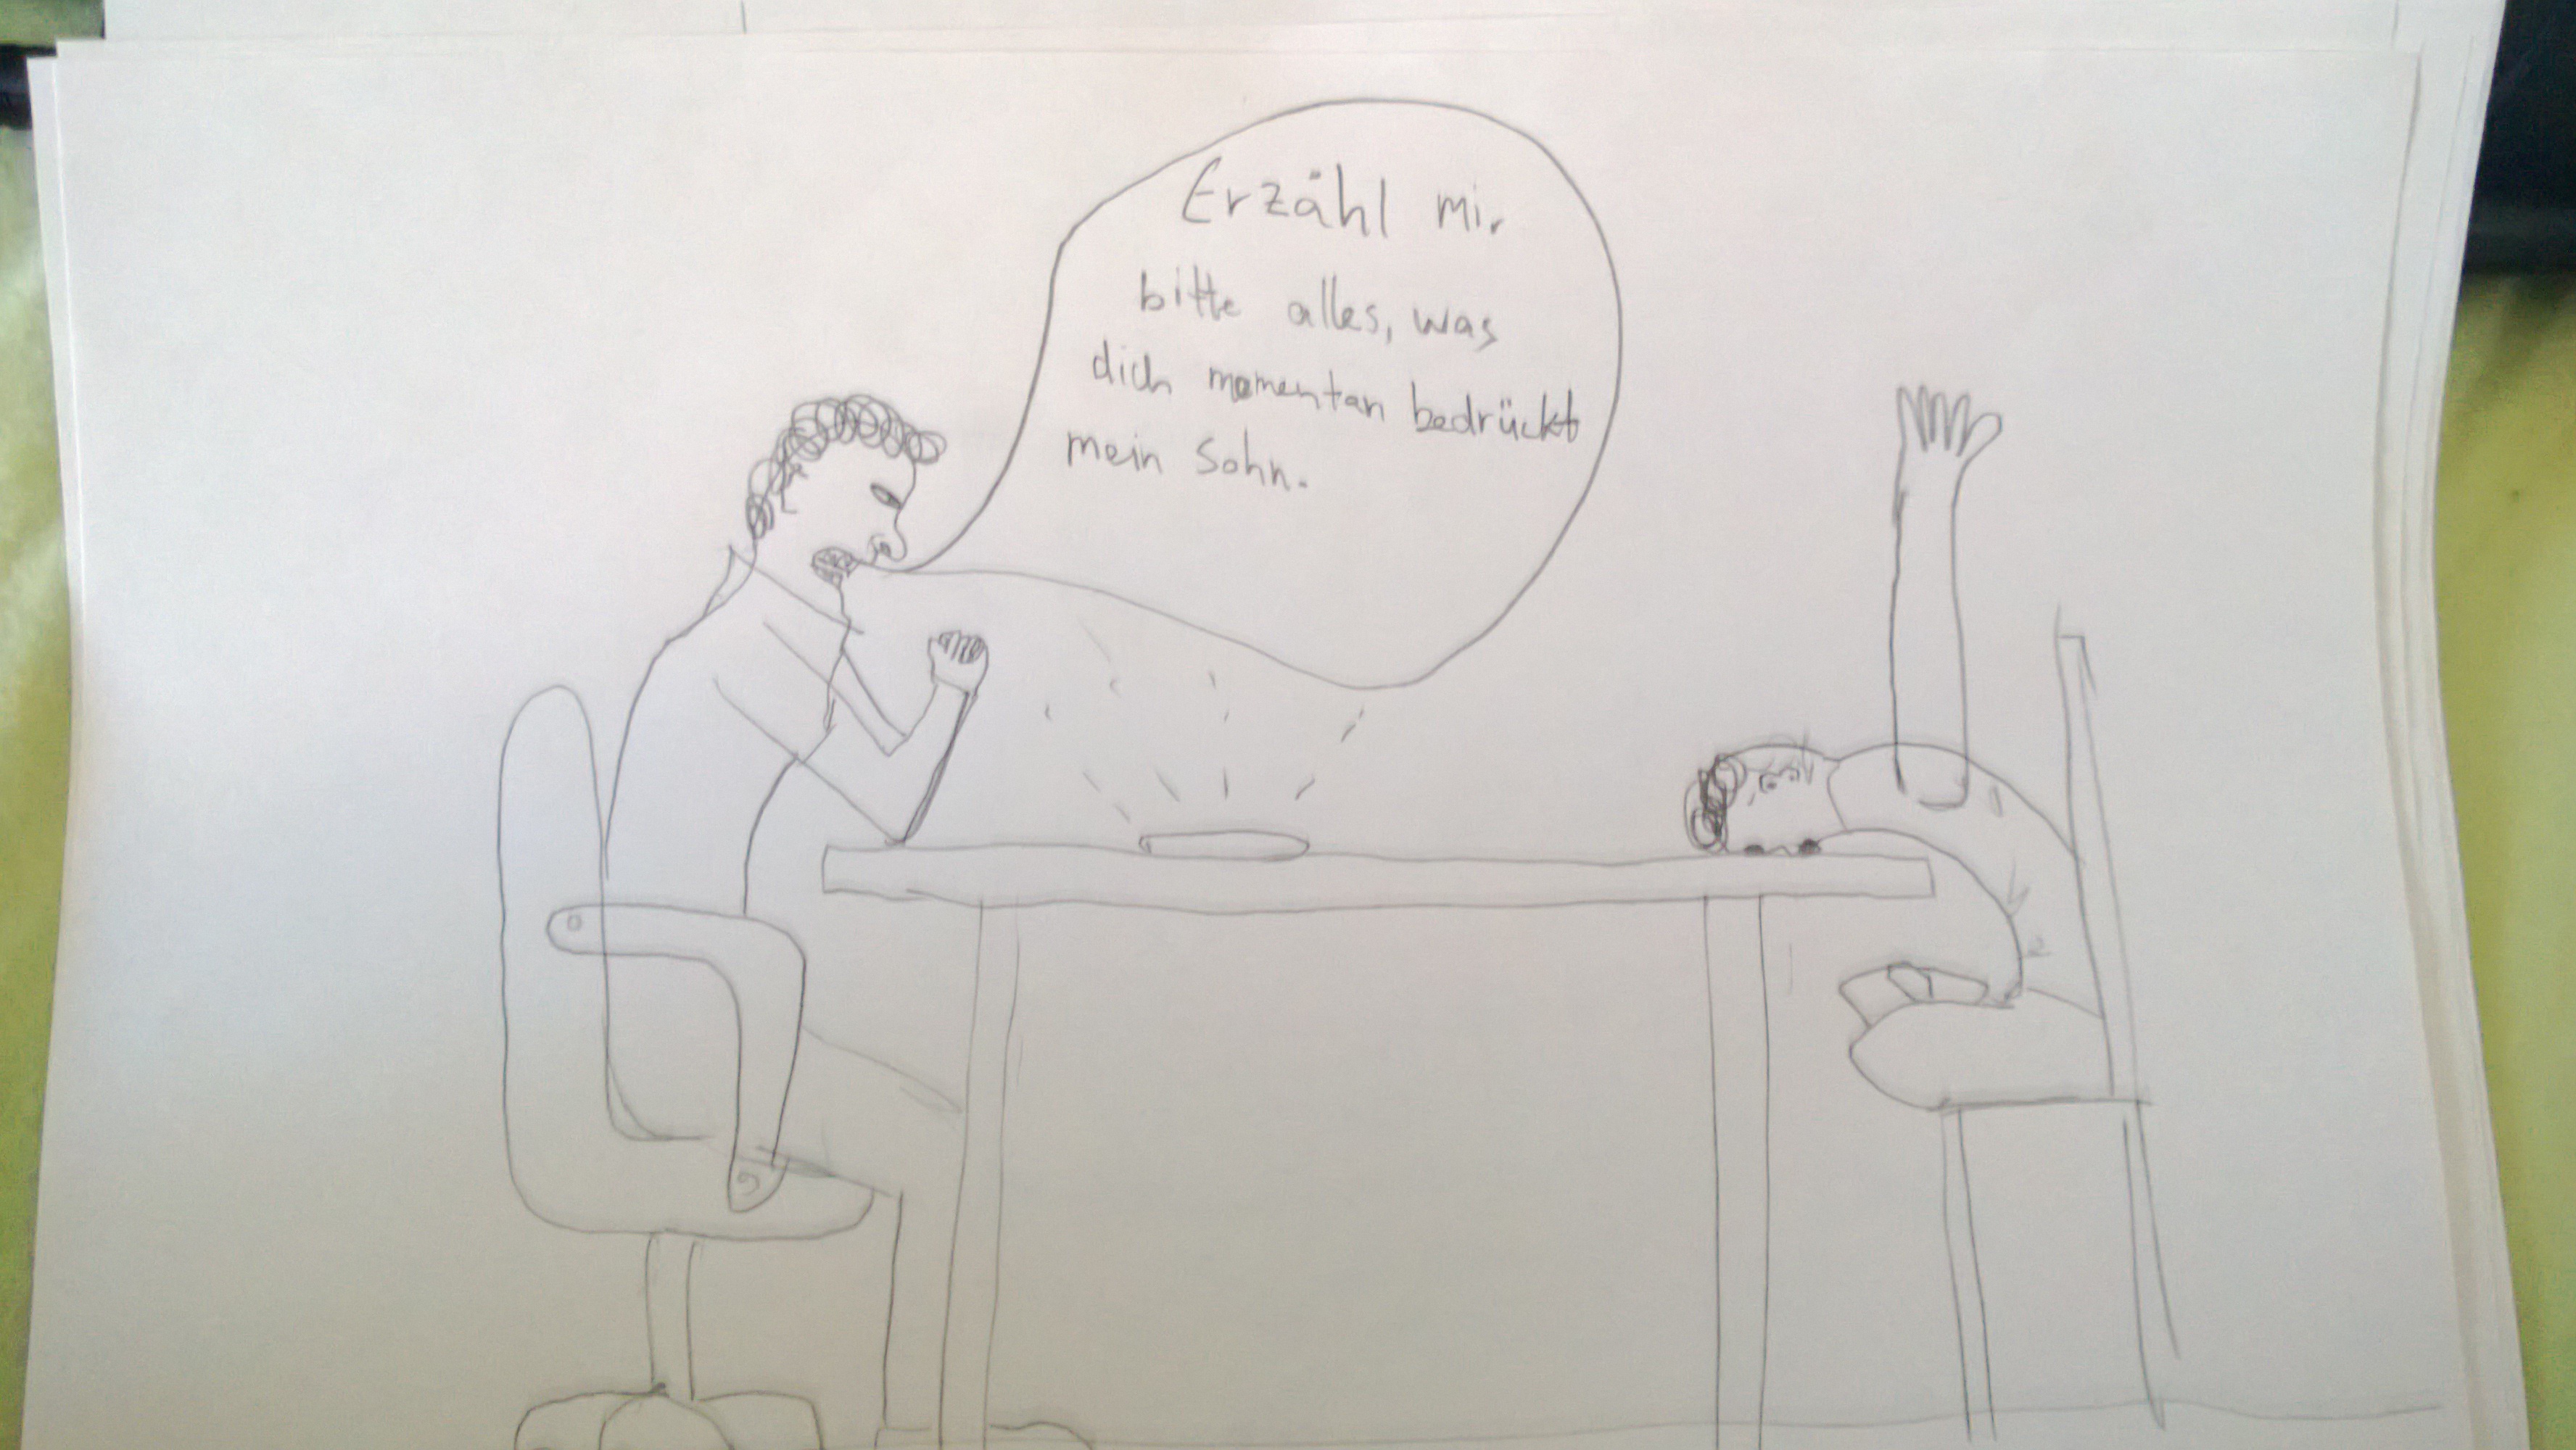 Erzähl mir
bitte alles, was
dich momentan bedrückt
mein Sohn.